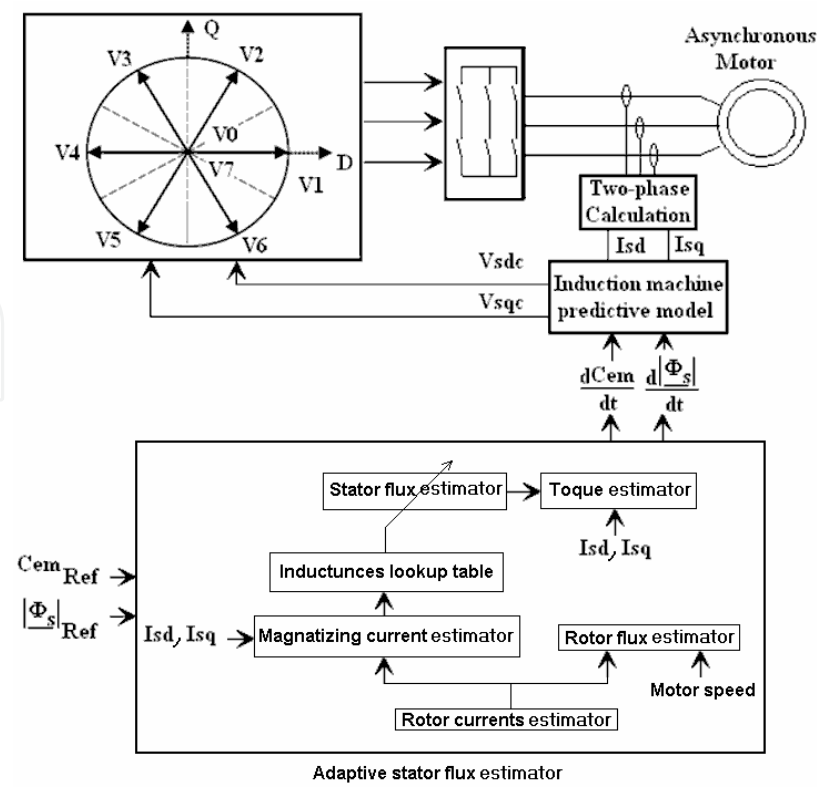 Q
V3
V2
V0
V4
D
V7
V1
V5
V6
Asynchronous
Motor
Two-phase
Calculation
Isd
Isq
Vsdc
Vsqc
Induction machine
predictive model
dCem
dt
d|Φs|
dt
Stator flux estimator
Toque estimator
Isd, Isq
Inductunces lookup table
Cem Ref
|Φs| Ref
Isd, Isq
Magnatizing current estimator
Rotor flux estimator
Motor speed
Rotor currents estimator
Adaptive stator flux estimator